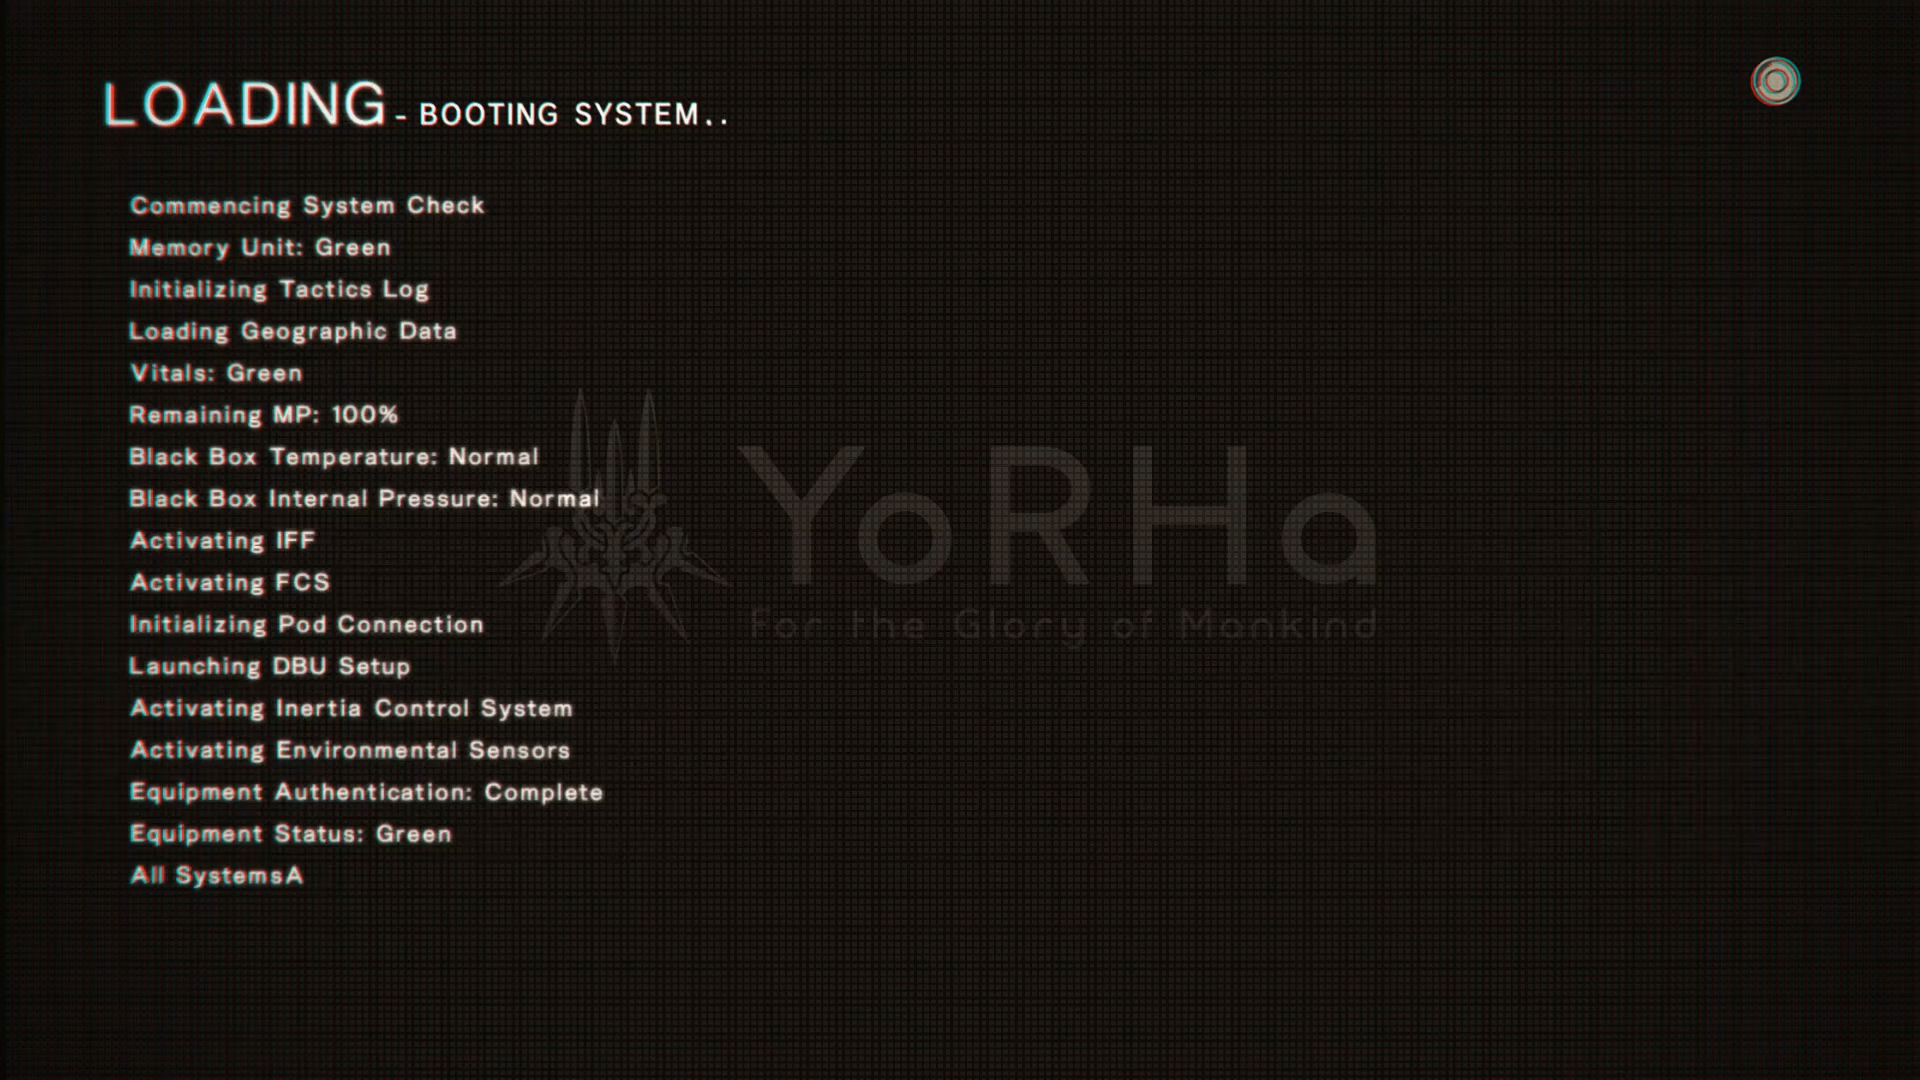 LOADING - BOOTING SYSTEM..
Commencing System Check
Memory Unit: Green
Initializing Tactics Log
Loading Geographic Data
Vitals: Green
Remaining MP: 100%
Black Box Temperature: Normal
Black Box Internal Pressure: Normal
Activating IFF
Activating FCS
Initializing Pod Connection
Launching DBU Setup
Activating Inertia Control System
Activating Environmental Sensors
Equipment Authentication: Complete
Equipment Status: Green
All SystemsA
YoRHa
For the Glory of Mankind